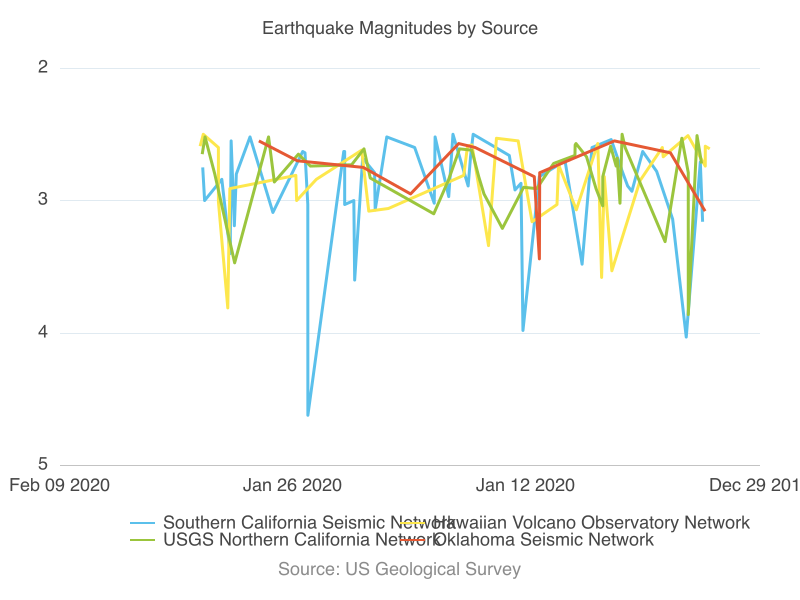 Earthquake Magnitudes by Source
2
3
4
5
Feb 09 2020 Jan 26 2020 Jan 12 2020 Dec 29 201
Southern California Seismic Network Hawaiian Volcano Observatory Network
USGS Northern California Network Oklahoma Seismic Network
Source: US Geological Survey